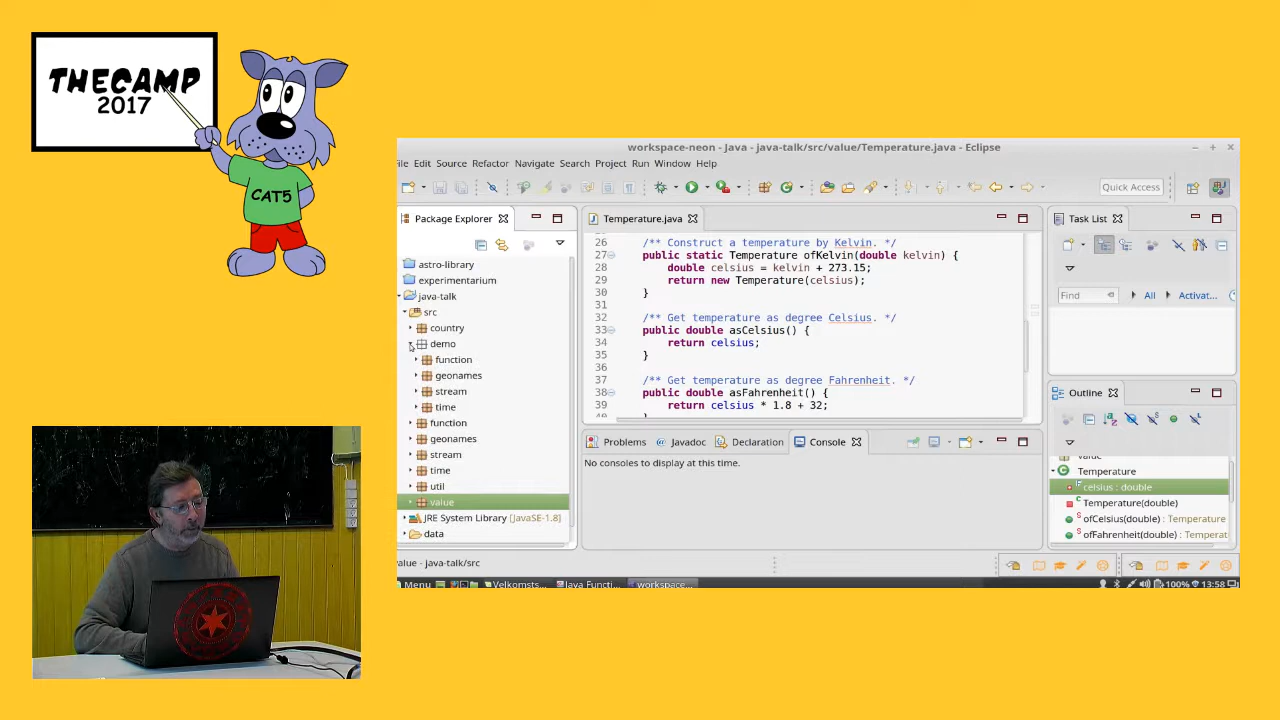 THECAMP
2017
CAT5
workspace-neon - Java - java-talk/src/value/Temperature.java - Eclipse
File Edit Source Refactor Navigate Search Project Run Window Help
Quick Access
Package Explorer
astro-library
experimentarium
java-talk
src
country
demo
function
geonames
stream
time
function
geonames
stream
time
util
value
JRE System Library [JavaSE-1.8]
data
Temperature.java
26 /** Construct a temperature by Kelvin. */
27 public static Temperature ofKelvin(double kelvin) {
28 double celsius = kelvin + 273.15;
29 return new Temperature(celsius);
30 }
31
32 /** Get temperature as degree Celsius. */
33 public double asCelsius() {
34 return celsius;
35 }
36
37 /** Get temperature as degree Fahrenheit. */
38 public double asFahrenheit() {
39 return celsius * 1.8 + 32;
Problems Javadoc Declaration Console
No consoles to display at this time.
Task List
Find All Activat...
Outline
value
Temperature
celsius : double
Temperature(double)
ofCelsius(double) : Temperature
ofFahrenheit(double) : Temperat
value - java-talk/src
Menu Velkomsts... Java Functi... workspace... 100% 13:58